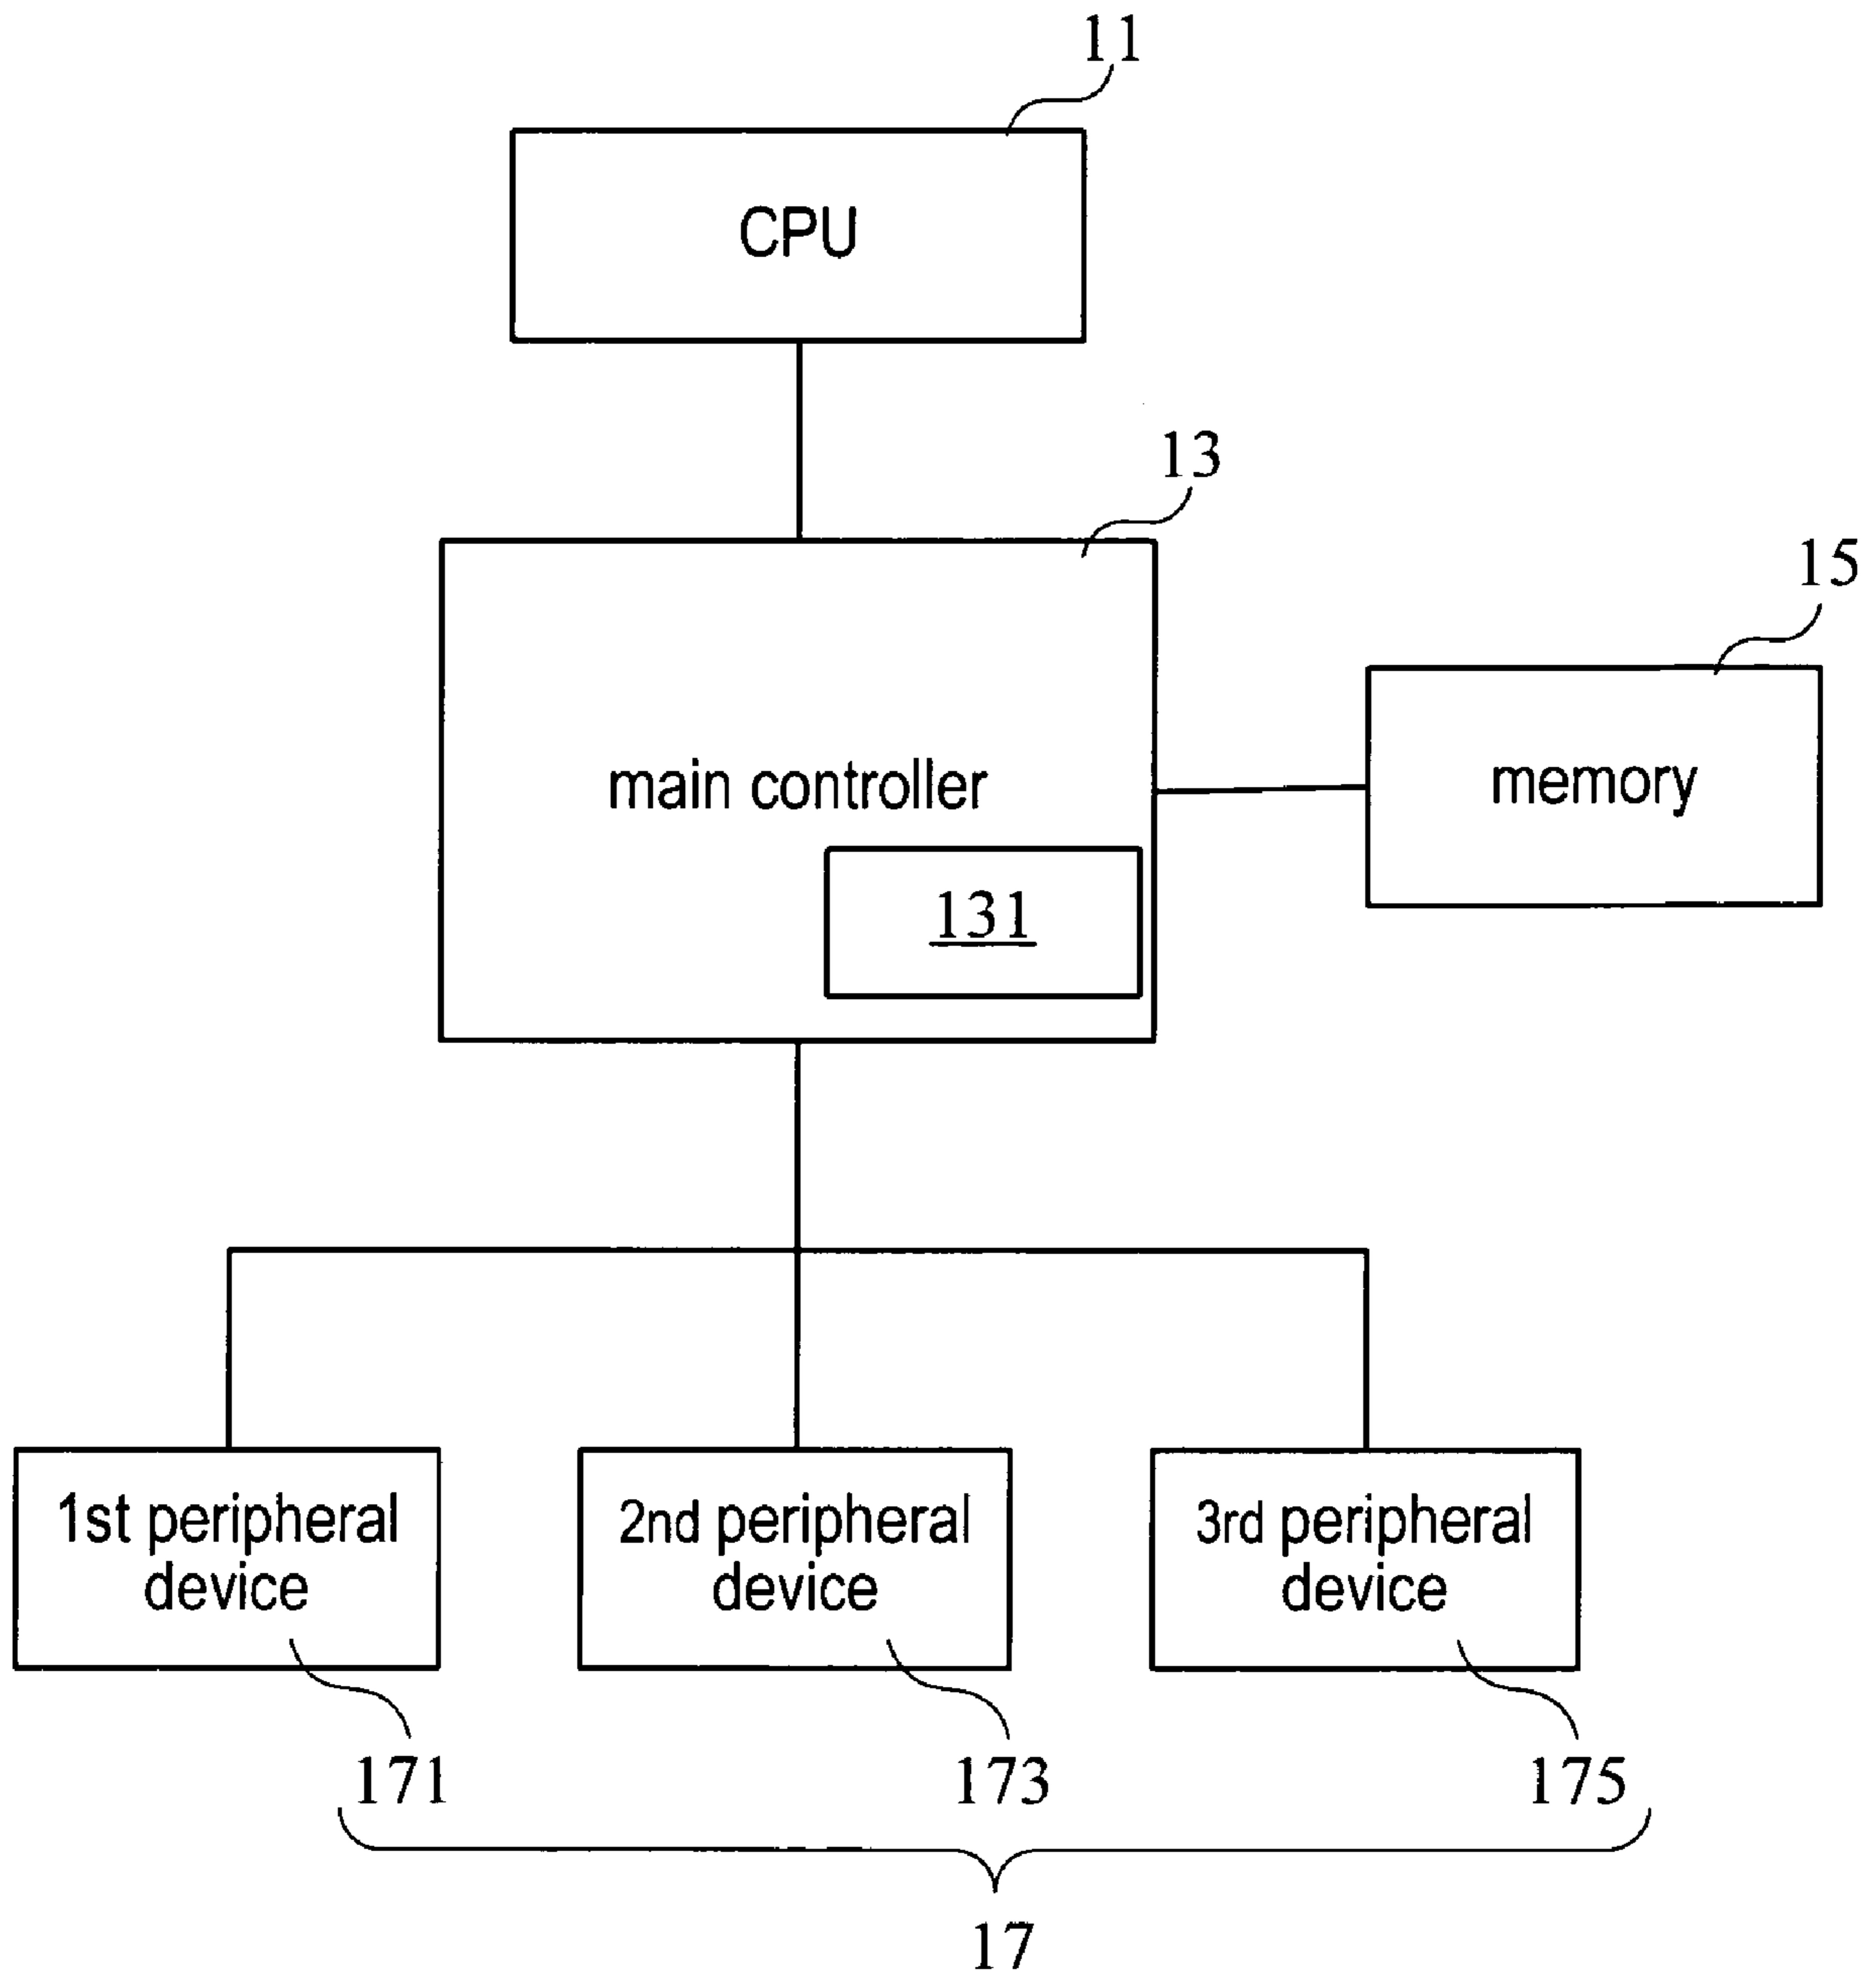 11
CPU
13
15
main controller
memory
131
1st peripheral
device
2nd peripheral
device
3rd peripheral
device
171
173
175
17